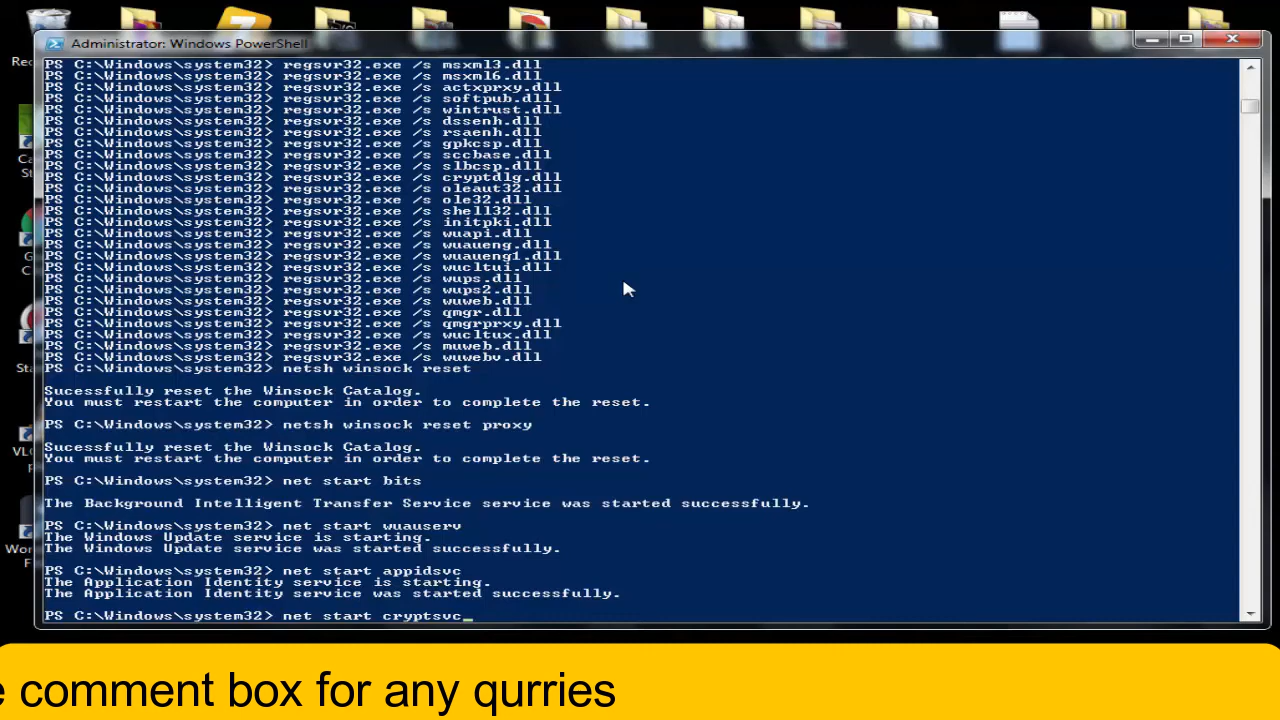 Administrator: Windows PowerShell
PS C:\Windows\system32> regsvr32.exe /s msxml3.dll
PS C:\Windows\system32> regsvr32.exe /s msxml6.dll
PS C:\Windows\system32> regsvr32.exe /s actxprxy.dll
PS C:\Windows\system32> regsvr32.exe /s softpub.dll
PS C:\Windows\system32> regsvr32.exe /s wintrust.dll
PS C:\Windows\system32> regsvr32.exe /s dssenh.dll
PS C:\Windows\system32> regsvr32.exe /s rsaenh.dll
PS C:\Windows\system32> regsvr32.exe /s gpkcsp.dll
PS C:\Windows\system32> regsvr32.exe /s sccbase.dll
PS C:\Windows\system32> regsvr32.exe /s slbcsp.dll
PS C:\Windows\system32> regsvr32.exe /s cryptdlg.dll
PS C:\Windows\system32> regsvr32.exe /s oleaut32.dll
PS C:\Windows\system32> regsvr32.exe /s ole32.dll
PS C:\Windows\system32> regsvr32.exe /s shell32.dll
PS C:\Windows\system32> regsvr32.exe /s initpki.dll
PS C:\Windows\system32> regsvr32.exe /s wuapi.dll
PS C:\Windows\system32> regsvr32.exe /s wuaueng.dll
PS C:\Windows\system32> regsvr32.exe /s wuaueng1.dll
PS C:\Windows\system32> regsvr32.exe /s wucltui.dll
PS C:\Windows\system32> regsvr32.exe /s wups.dll
PS C:\Windows\system32> regsvr32.exe /s wups2.dll
PS C:\Windows\system32> regsvr32.exe /s wuweb.dll
PS C:\Windows\system32> regsvr32.exe /s qmgr.dll
PS C:\Windows\system32> regsvr32.exe /s qmgrprxy.dll
PS C:\Windows\system32> regsvr32.exe /s wucltux.dll
PS C:\Windows\system32> regsvr32.exe /s muweb.dll
PS C:\Windows\system32> regsvr32.exe /s wuwebv.dll
PS C:\Windows\system32> netsh winsock reset
Sucessfully reset the Winsock Catalog.
You must restart the computer in order to complete the reset.
PS C:\Windows\system32> netsh winsock reset proxy
Sucessfully reset the Winsock Catalog.
You must restart the computer in order to complete the reset.
PS C:\Windows\system32> net start bits
The Background Intelligent Transfer Service service was started successfully.
PS C:\Windows\system32> net start wuauserv
The Windows Update service is starting.
The Windows Update service was started successfully.
PS C:\Windows\system32> net start appidsvc
The Application Identity service is starting.
The Application Identity service was started successfully.
PS C:\Windows\system32> net start cryptsvc_
comment box for any qurries